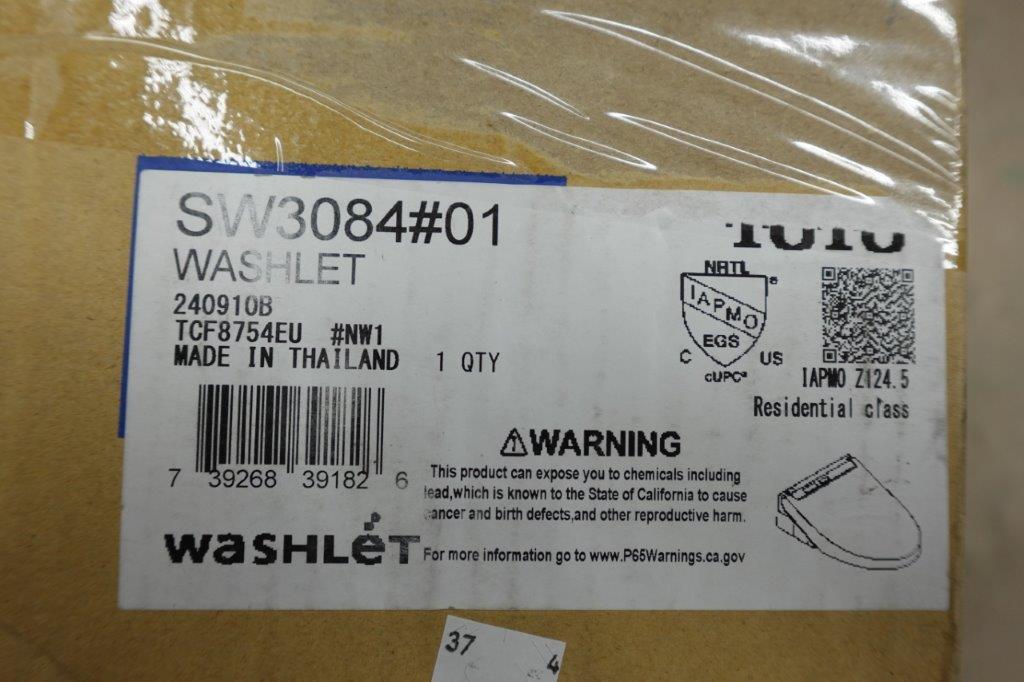 SW3084#01
WASHLET
240910B
TCF8754EU #NW1
MADE IN THAILAND 1 QTY
TOTO
NRTL
®
IAPMO
EGS
C US
cUPC®
IAPMO Z124.5
Residential class
7 39268 39182 6
WASHLET
⚠WARNING
This product can expose you to chemicals including
lead,which is known to the State of California to cause
cancer and birth defects,and other reproductive harm.
For more information go to www.P65Warnings.ca.gov
37
4